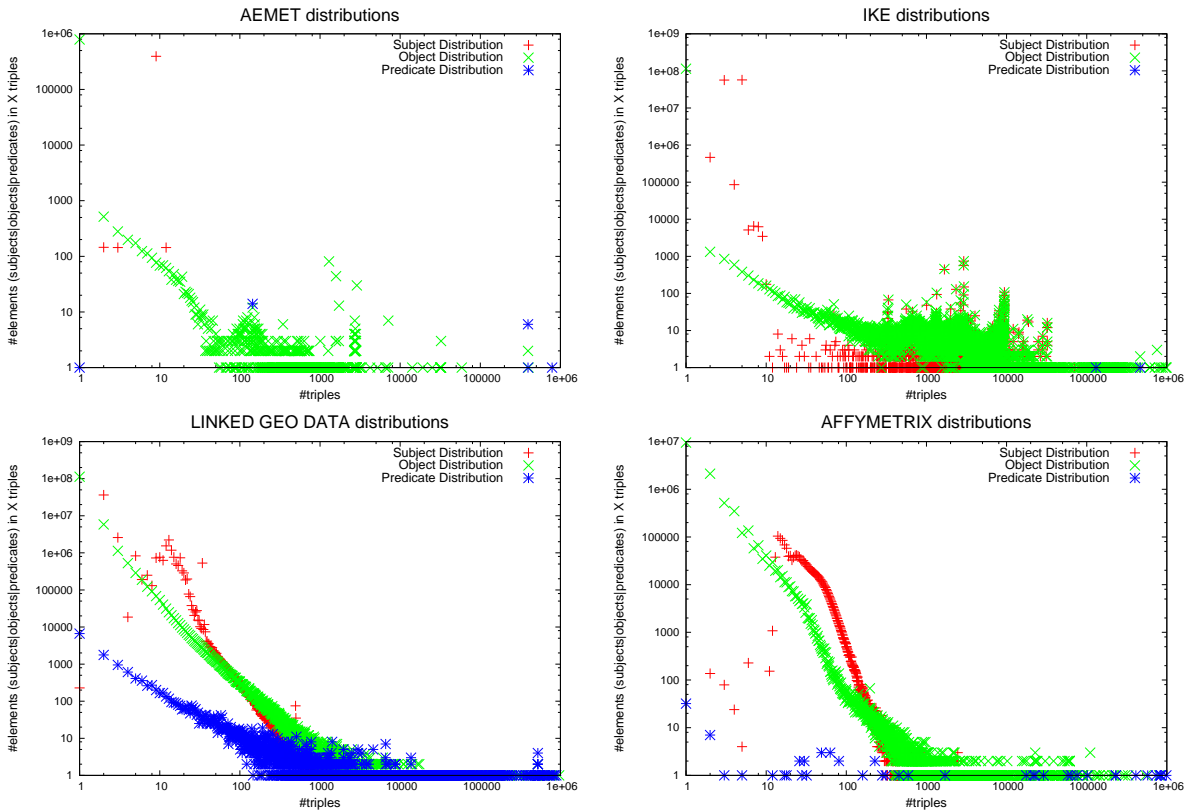 AEMET distributions
#elements (subjects|objects|predicates) in X triples
1e+06
100000
10000
1000
100
10
1
Subject Distribution
Object Distribution
Predicate Distribution
1 10 100 1000 10000 100000 1e+06
#triples
IKE distributions
#elements (subjects|objects|predicates) in X triples
1e+09
1e+08
1e+07
1e+06
100000
10000
1000
100
10
1
Subject Distribution
Object Distribution
Predicate Distribution
1 10 100 1000 10000 100000 1e+06
#triples
LINKED GEO DATA distributions
#elements (subjects|objects|predicates) in X triples
1e+09
1e+08
1e+07
1e+06
100000
10000
1000
100
10
1
Subject Distribution
Object Distribution
Predicate Distribution
1 10 100 1000 10000 100000 1e+06
#triples
AFFYMETRIX distributions
#elements (subjects|objects|predicates) in X triples
1e+07
1e+06
100000
10000
1000
100
10
1
Subject Distribution
Object Distribution
Predicate Distribution
1 10 100 1000 10000 100000 1e+06
#triples